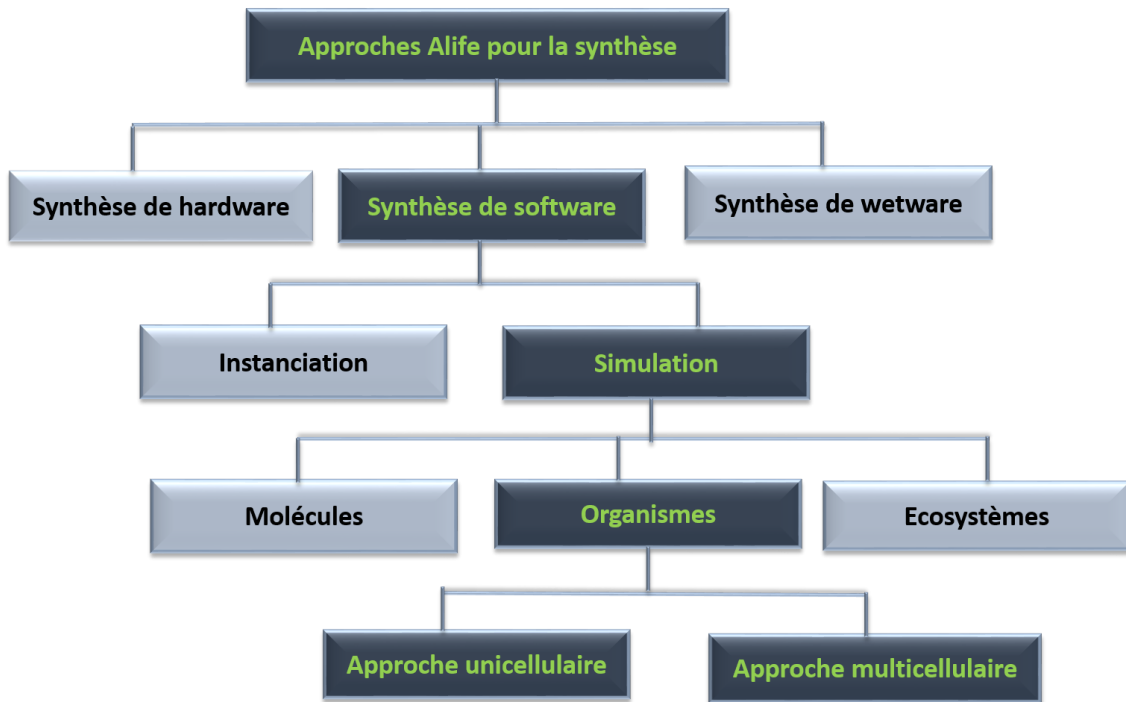 Approches Alife pour la synthèse
Synthèse de hardware
Synthèse de software
Synthèse de wetware
Instanciation
Simulation
Molécules
Organismes
Ecosystèmes
Approche unicellulaire
Approche multicellulaire